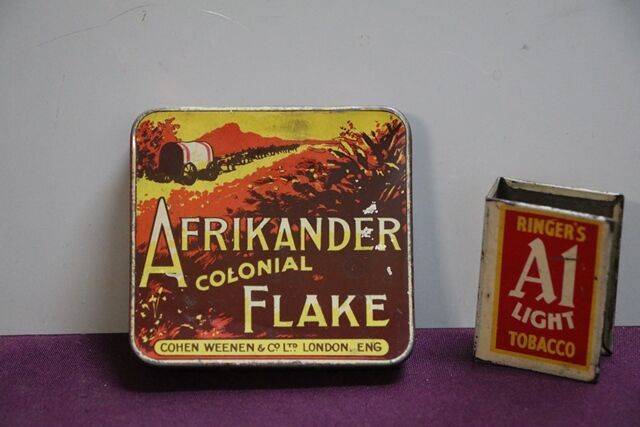 AFRIKANDER
COLONIAL
FLAKE
COHEN WEENEN & CO LTD LONDON. ENG
RINGER'S
A1
LIGHT
TOBACCO